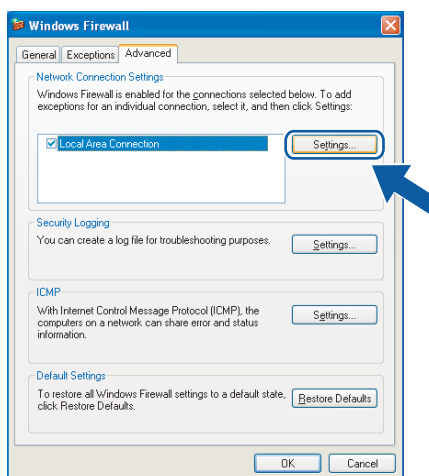 Windows Firewall
General Exceptions Advanced
Network Connection Settings
Windows Firewall is enabled for the connections selected below. To add
exceptions for an individual connection, select it, and then click Settings:
Local Area Connection
Settings...
Security Logging
You can create a log file for troubleshooting purposes.
Settings...
ICMP
With Internet Control Message Protocol (ICMP), the
computers on a network can share error and status
information.
Settings...
Default Settings
To restore all Windows Firewall settings to a default state,
click Restore Defaults.
Restore Defaults
OK Cancel